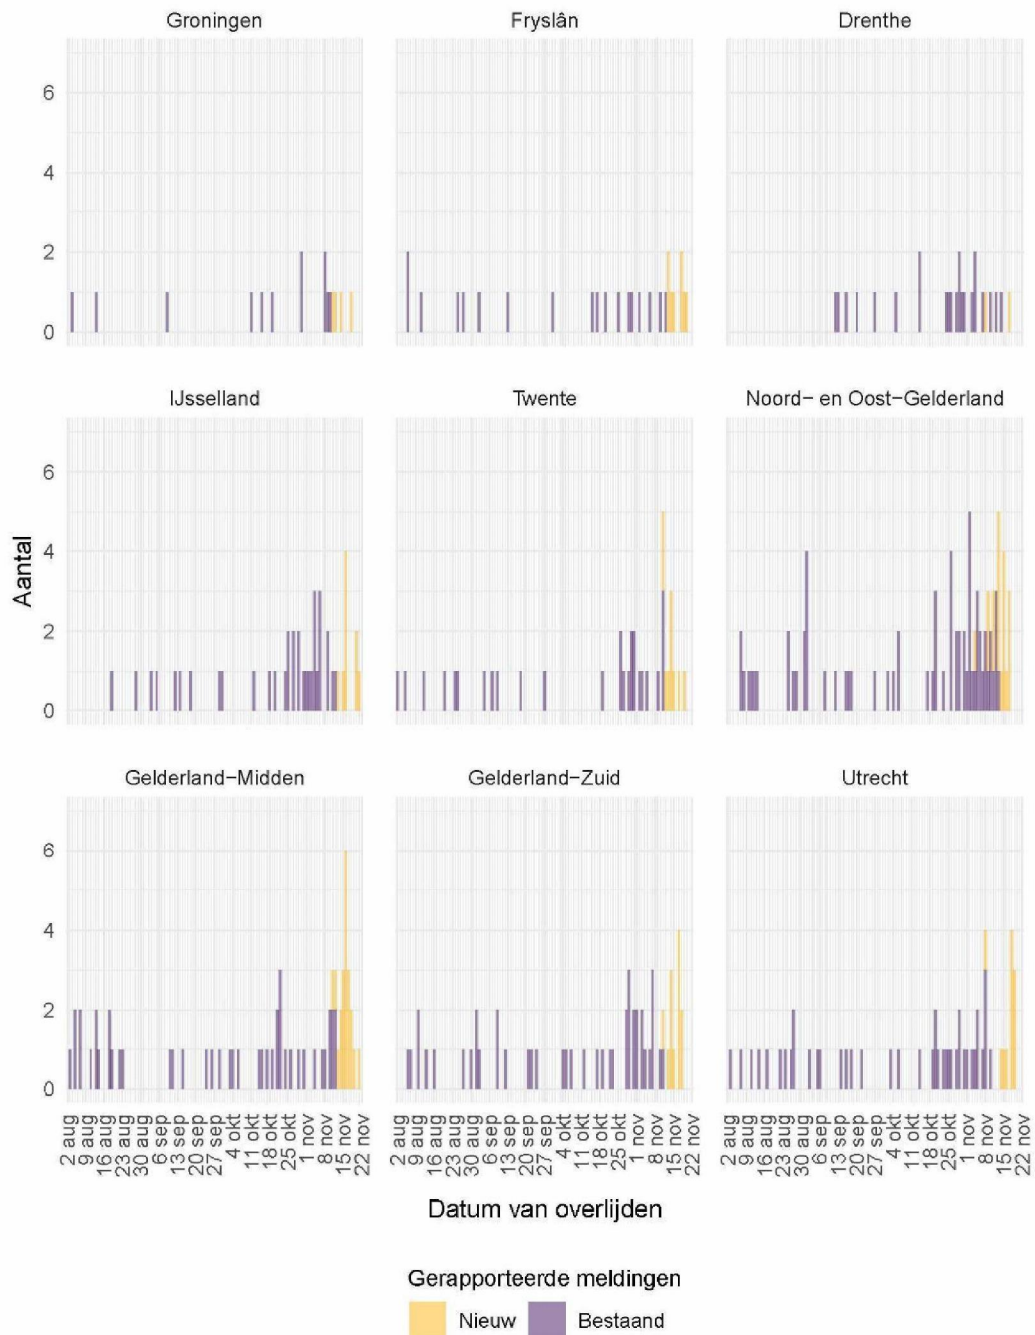 Groningen Fryslân Drenthe
6
4
2
0
IJsselland Twente Noord- en Oost-Gelderland
6
4
2
0
Aantal
Gelderland-Midden Gelderland-Zuid Utrecht
6
4
2
0
2 aug 9 aug 16 aug 23 aug 30 aug 6 sep 13 sep 20 sep 27 sep 4 okt 11 okt 18 okt 25 okt 1 nov 8 nov 15 nov 22 nov
2 aug 9 aug 16 aug 23 aug 30 aug 6 sep 13 sep 20 sep 27 sep 4 okt 11 okt 18 okt 25 okt 1 nov 8 nov 15 nov 22 nov
2 aug 9 aug 16 aug 23 aug 30 aug 6 sep 13 sep 20 sep 27 sep 4 okt 11 okt 18 okt 25 okt 1 nov 8 nov 15 nov 22 nov
Datum van overlijden
Gerapporteerde meldingen
Nieuw Bestaand